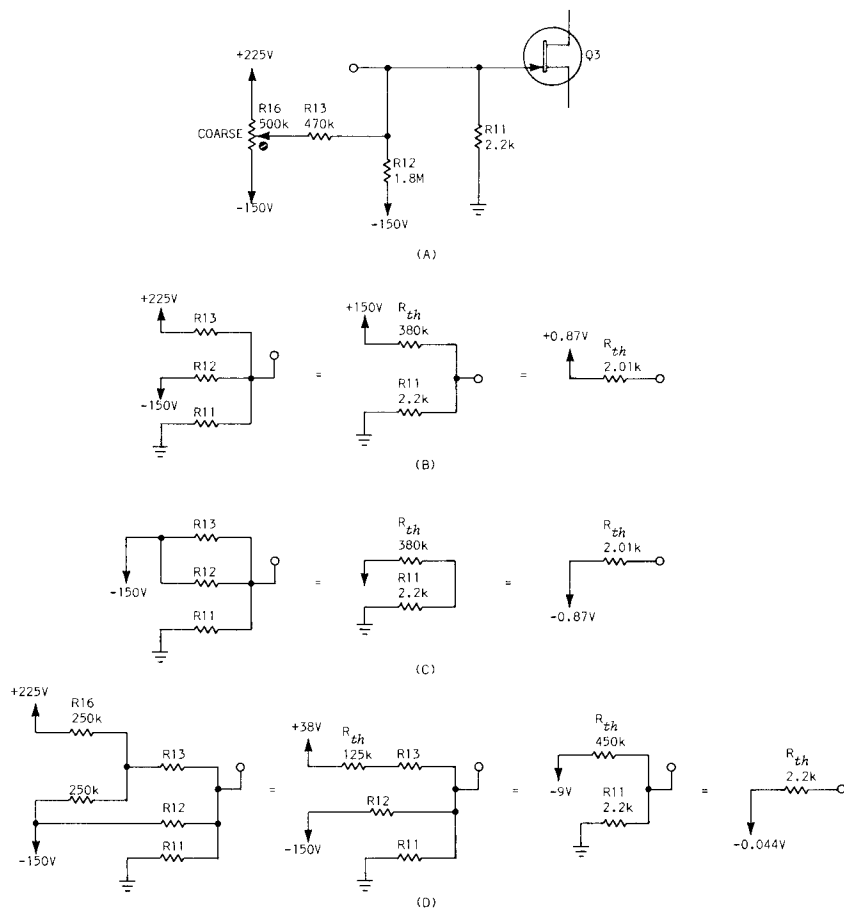 +225V
Q3
R16 R13
500k 470k
COARSE
R11
2.2k
R12
1.8M
-150V
-150V
(A)
+225V
R13
R12
-150V
R11
=
+150V
Rth
380k
R11
2.2k
=
+0.87V
Rth
2.01k
(B)
R13
R12
-150V
R11
=
Rth
380k
R11
2.2k
=
Rth
2.01k
-0.87V
(C)
+225V
R16
250k
R13
250k
R12
-150V
R11
=
+38V
Rth
125k
R13
R12
-150V
R11
=
Rth
450k
-9V
R11
2.2k
=
Rth
2.2k
-0.044V
(D)